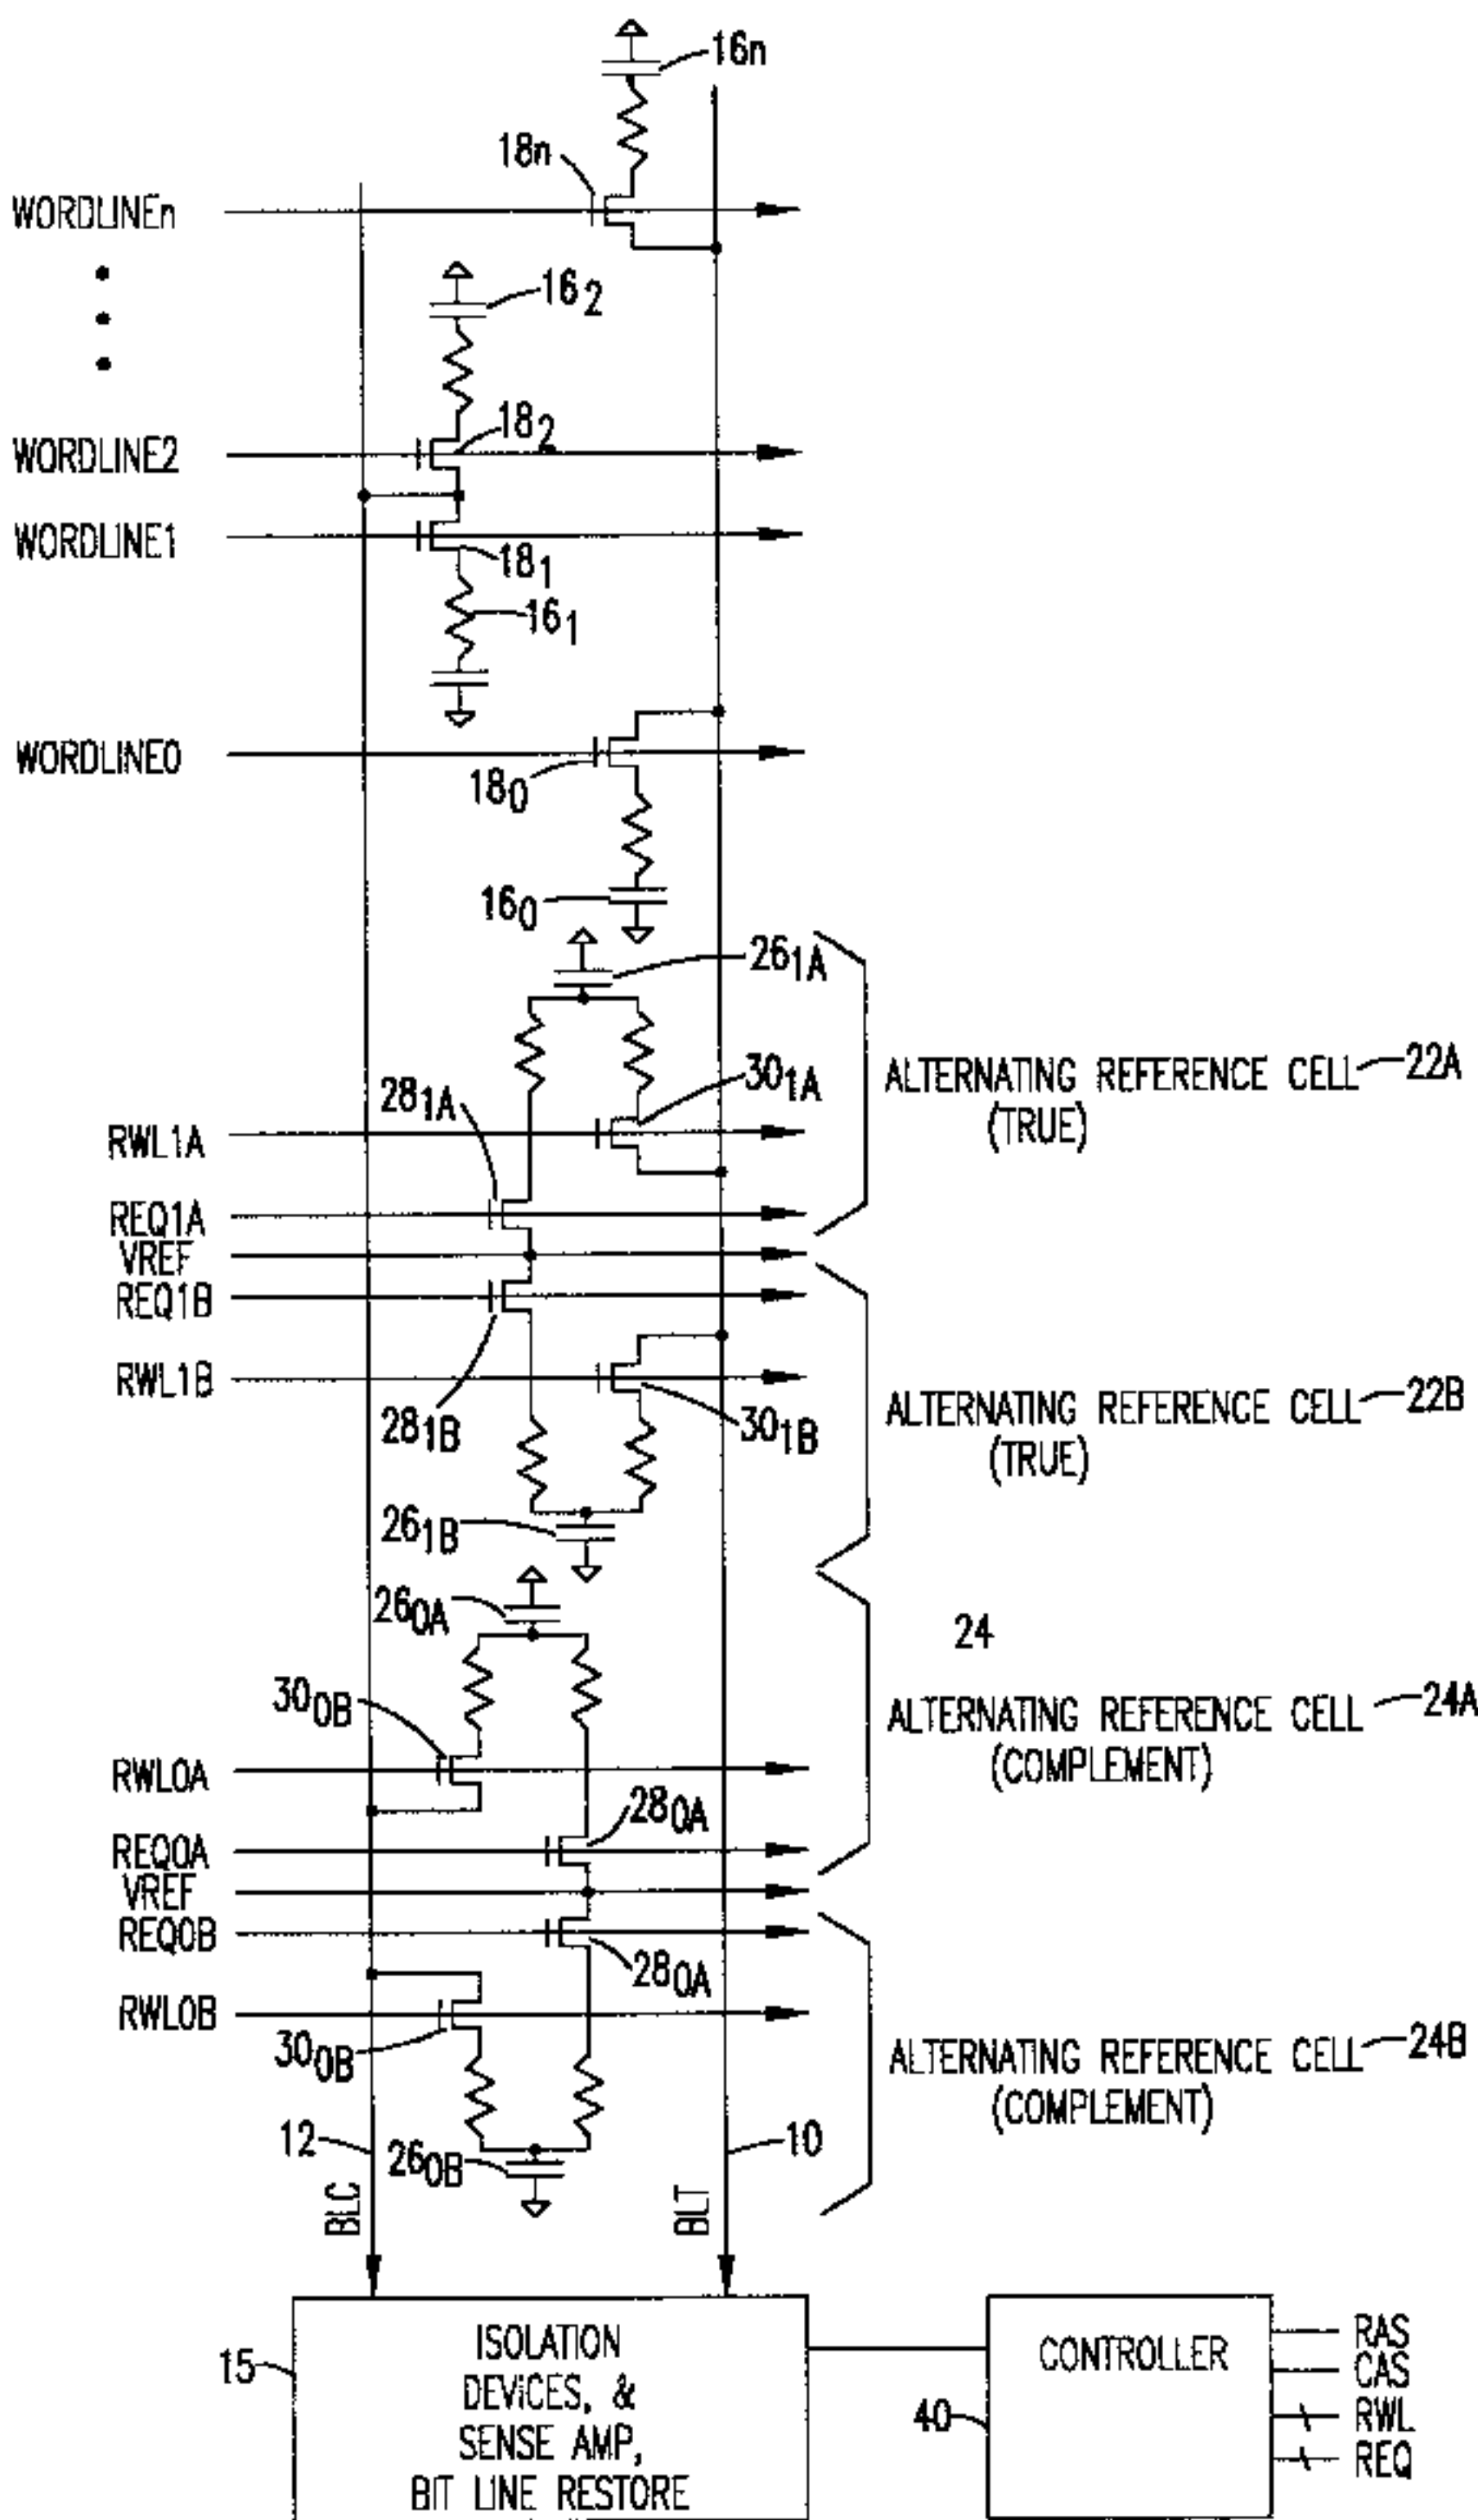 16n
18n
WORDLINEn
162
WORDLINE2
182
WORDLINE1
181
161
WORDLINE0
180
160
261A
ALTERNATING REFERENCE CELL 22A
(TRUE)
301A
281A
RWL1A
REQ1A
VREF
REQ1B
RWL1B
ALTERNATING REFERENCE CELL 22B
(TRUE)
281B
301B
261B
260A
24
300B
ALTERNATING REFERENCE CELL 24A
(COMPLEMENT)
RWL0A
280A
REQ0A
VREF
REQ0B
280A
RWL0B
300B
ALTERNATING REFERENCE CELL 24B
(COMPLEMENT)
12
10
260B
BLC
BLT
15
ISOLATION
DEVICES, &
SENSE AMP,
BIT LINE RESTORE
CONTROLLER
40
RAS
CAS
RWL
REQ